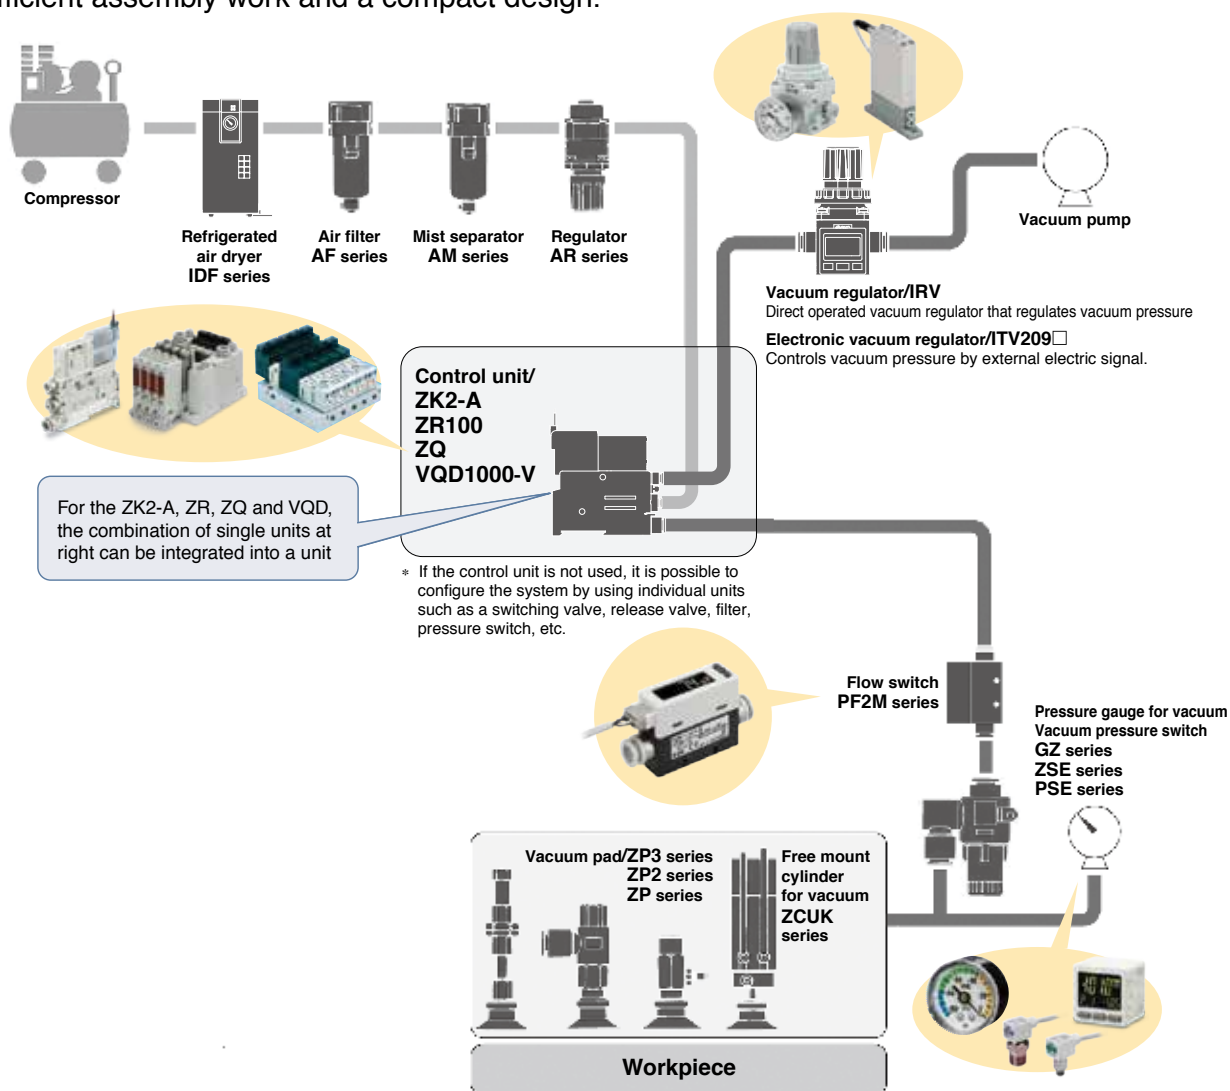 efficient assembly work and a compact design.
Compressor
Refrigerated
air dryer
IDF series
Air filter
AF series
Mist separator
AM series
Regulator
AR series
Vacuum pump
Vacuum regulator/IRV
Direct operated vacuum regulator that regulates vacuum pressure
Electronic vacuum regulator/ITV209□
Controls vacuum pressure by external electric signal.
Control unit/
ZK2-A
ZR100
ZQ
VQD1000-V
For the ZK2-A, ZR, ZQ and VQD,
the combination of single units at
right can be integrated into a unit
* If the control unit is not used, it is possible to
configure the system by using individual units
such as a switching valve, release valve, filter,
pressure switch, etc.
Flow switch
PF2M series
Pressure gauge for vacuum
Vacuum pressure switch
GZ series
ZSE series
PSE series
Vacuum pad/ZP3 series
ZP2 series
ZP series
Free mount
cylinder
for vacuum
ZCUK
series
Workpiece